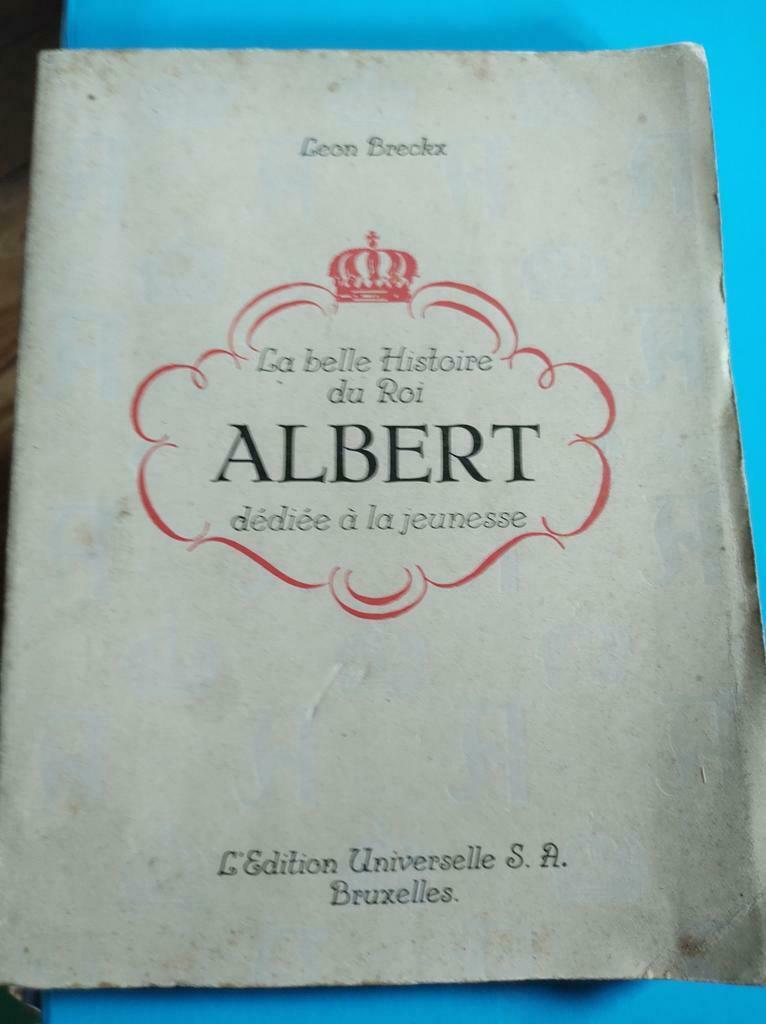 Leon Breckx
La belle Histoire
du Roi
ALBERT
dédiée à la jeunesse
L'Edition Universelle S. A.
Bruxelles.